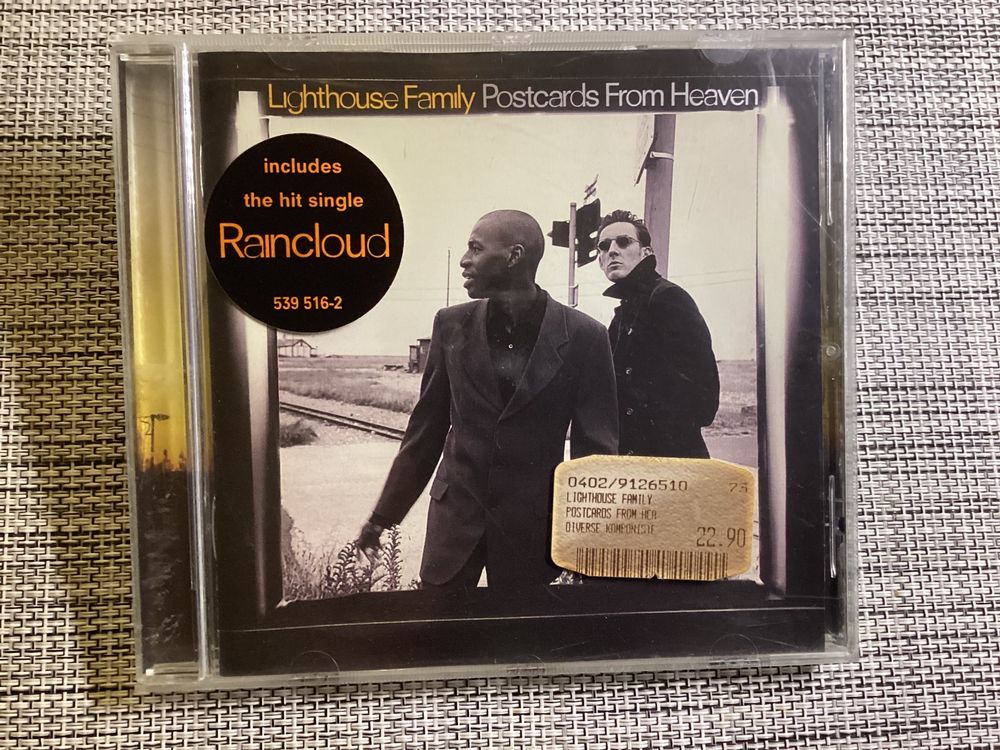 Lighthouse Family Postcards From Heaven
includes
the hit single
Raincloud
539 516-2
0402/9126510 73
LIGHTHOUSE FAMILY
POSTCARDS FROM HEA
DIVERSE KOMPONISTE
22.90